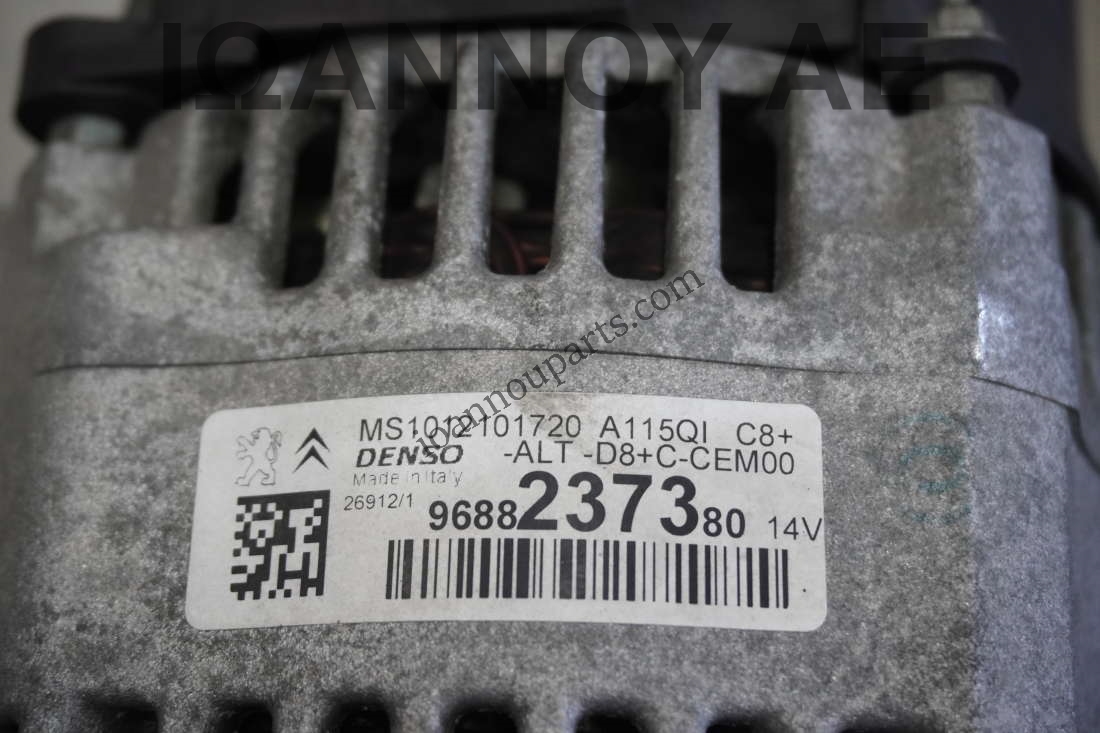 ΙΩΑΝΝΟΥ ΑΕ
ioannouparts.com
MS1012101720 A115QI C8+
DENSO -ALT -D8+C-CEM00
Made in Italy
26912/1
9688237380 14V